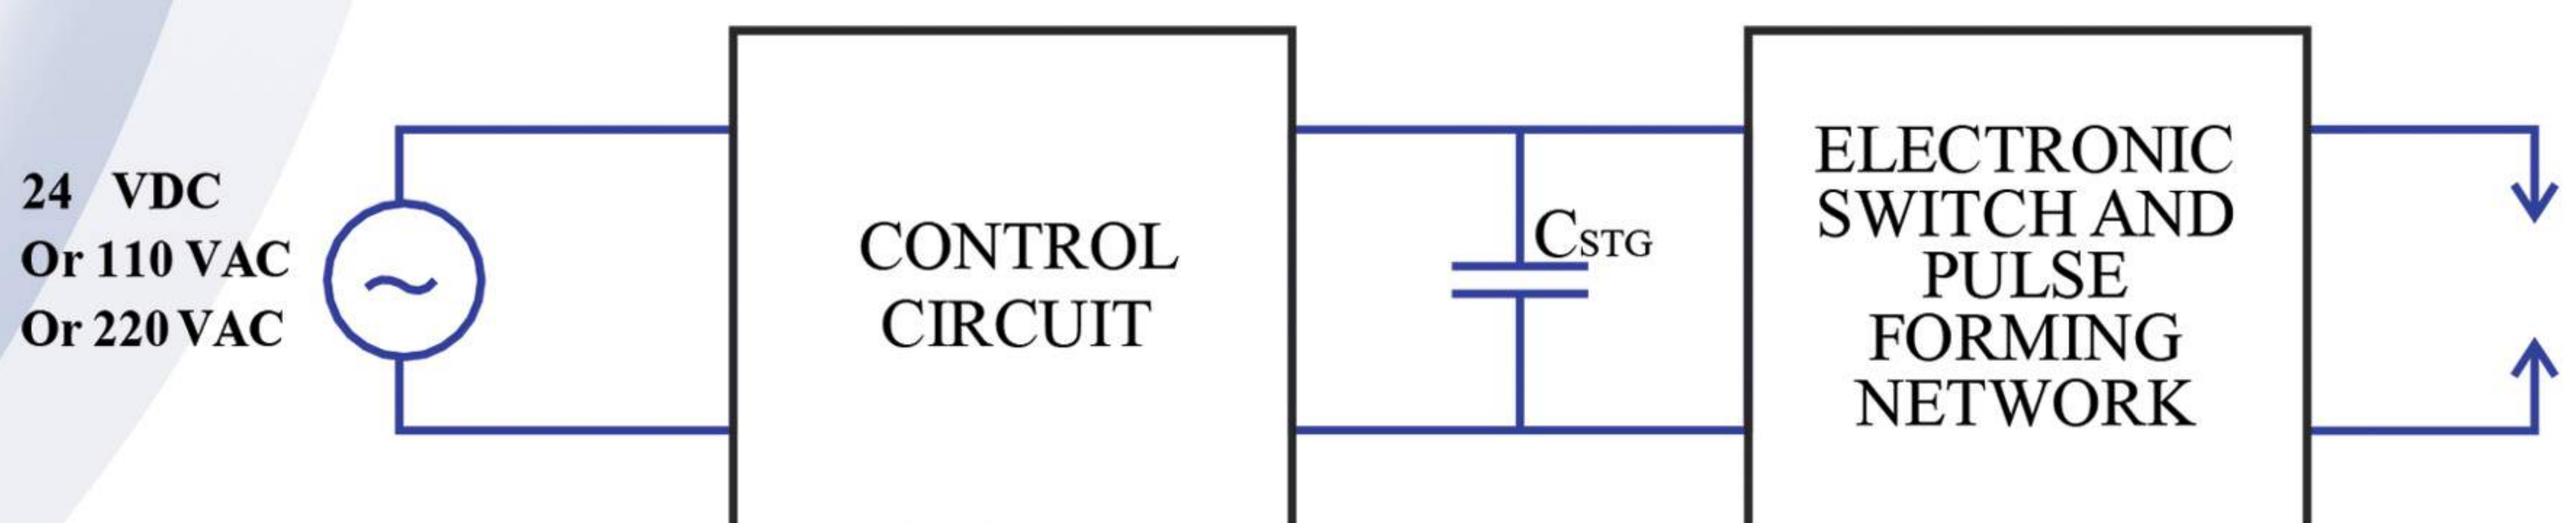 24 VDC
Or 110 VAC
Or 220 VAC
CONTROL
CIRCUIT
CSTG
ELECTRONIC
SWITCH AND
PULSE
FORMING
NETWORK